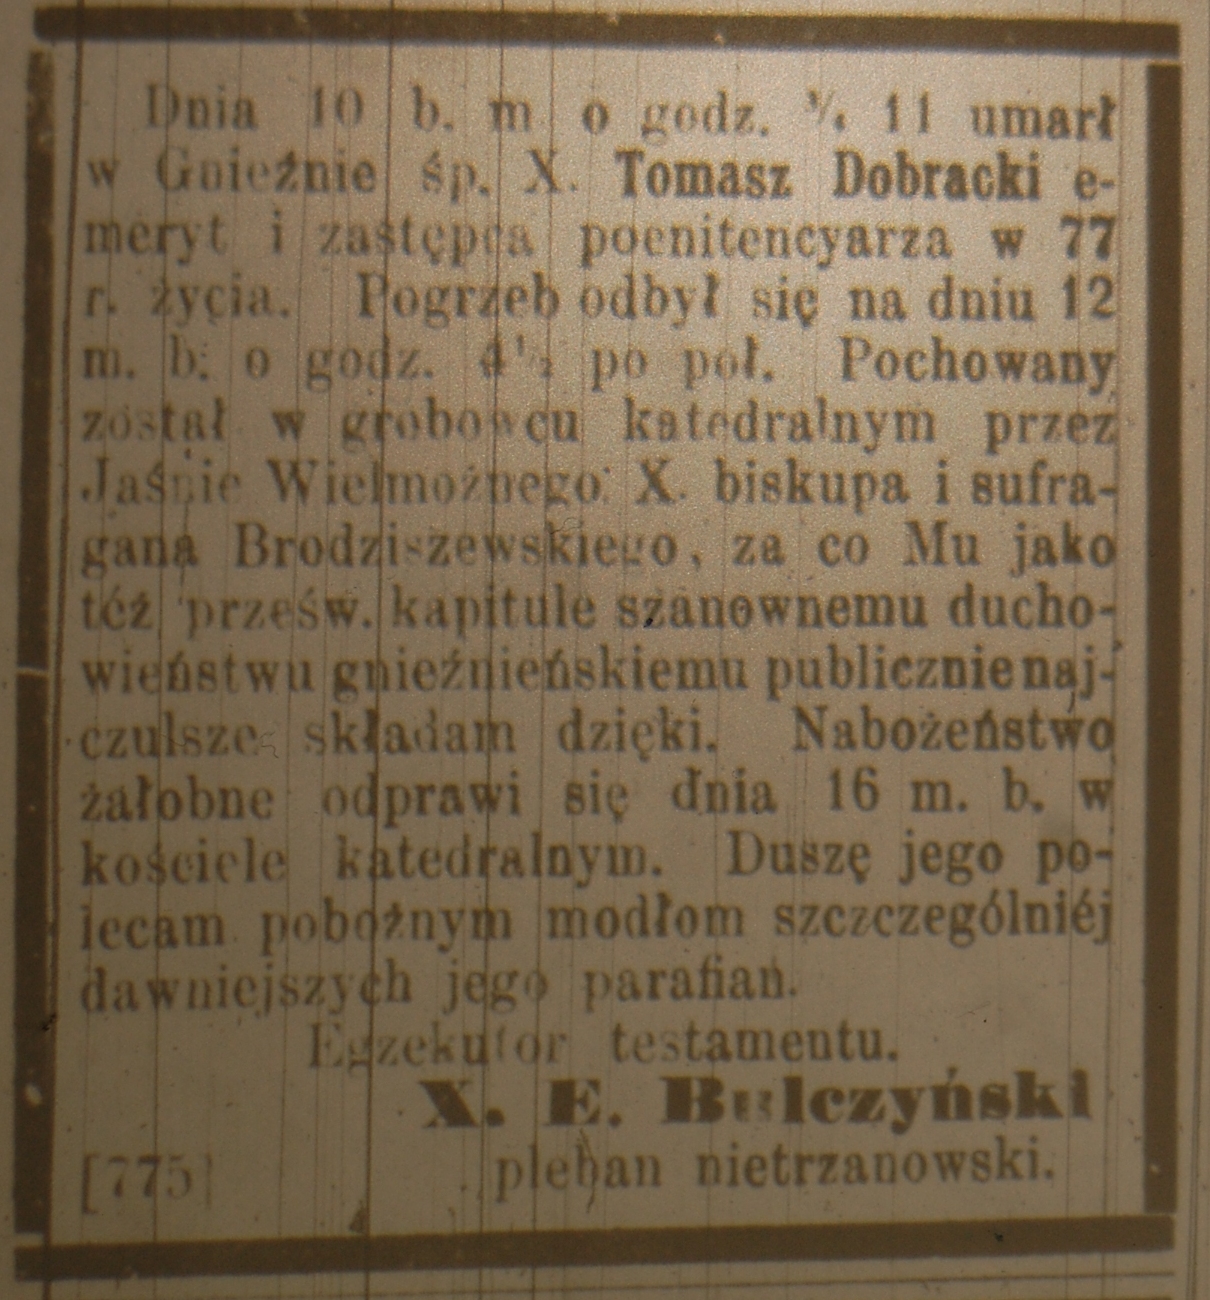 Dnia 10 b. m o godz. ¾ 11 umarł
w Gnieźnie śp. X. Tomasz Dobracki e-
meryt i zastępca poenitencyarza w 77
r. życia. Pogrzeb odbył się na dniu 12
m. b. o godz. 4½ po poł. Pochowany
został w grobowcu katedralnym przez
Jaśnie Wielmożnego X. biskupa i sufra-
gana Brodziszewskiego, za co Mu jako
téż prześw. kapitule szanownemu ducho-
wieństwu gnieźnieńskiemu publicznie naj-
czulsze składam dzięki. Nabożeństwo
żałobne odprawi się dnia 16 m. b. w
kościele katedralnym. Duszę jego po-
lecam pobożnym modłom szczczególniéj
dawniejszych jego parafian.
Egzekutor testamentu.
X. E. Bulczyński
pleban nietrzanowski.
[775]